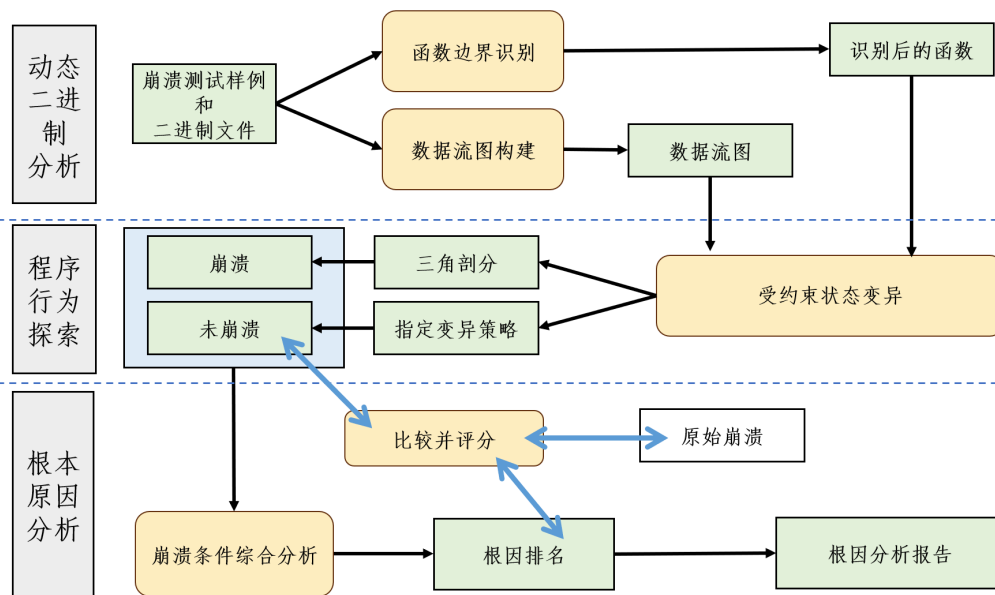 动态
二进
制
分析
崩溃测试样例
和
二进制文件
函数边界识别
识别后的函数
数据流图构建
数据流图
程序
行为
探索
崩溃
三角剖分
受约束状态变异
未崩溃
指定变异策略
根本
原因
分析
比较并评分
原始崩溃
崩溃条件综合分析
根因排名
根因分析报告